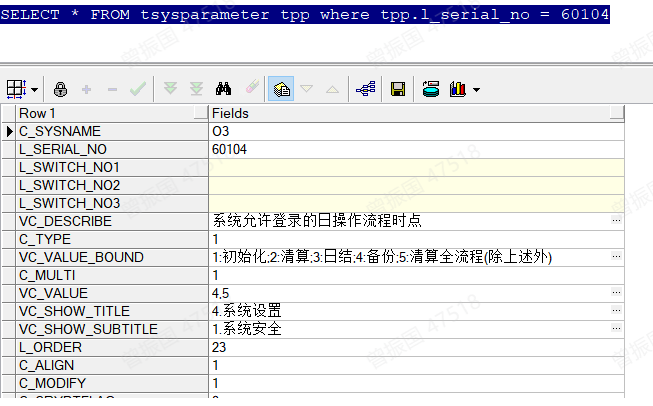 SELECT * FROM tsysparameter tpp where tpp.l_serial_no = 60104
Row 1 Fields
C_SYSNAME O3
L_SERIAL_NO 60104
L_SWITCH_NO1
L_SWITCH_NO2
L_SWITCH_NO3
VC_DESCRIBE 系统允许登录的日操作流程时点 ...
C_TYPE 1
VC_VALUE_BOUND 1:初始化;2:清算;3:日结;4:备份;5:清算全流程(除上述外) ...
C_MULTI 1
VC_VALUE 4,5 ...
VC_SHOW_TITLE 4.系统设置 ...
VC_SHOW_SUBTITLE 1.系统安全 ...
L_ORDER 23
C_ALIGN 1
C_MODIFY 1
曾振国 47518